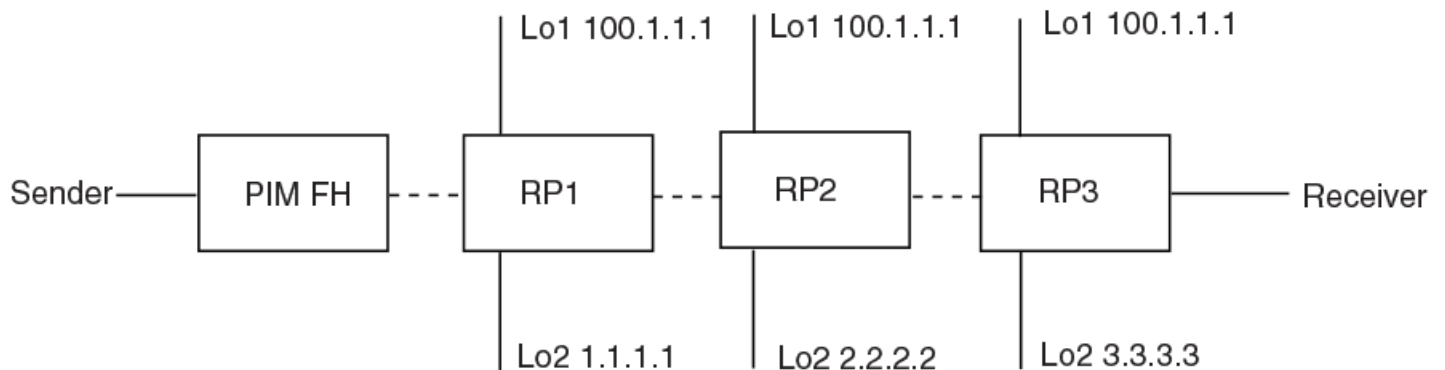 Lo1 100.1.1.1
Lo1 100.1.1.1
Lo1 100.1.1.1
Sender
PIM FH
RP1
RP2
RP3
Receiver
Lo2 1.1.1.1
Lo2 2.2.2.2
Lo2 3.3.3.3